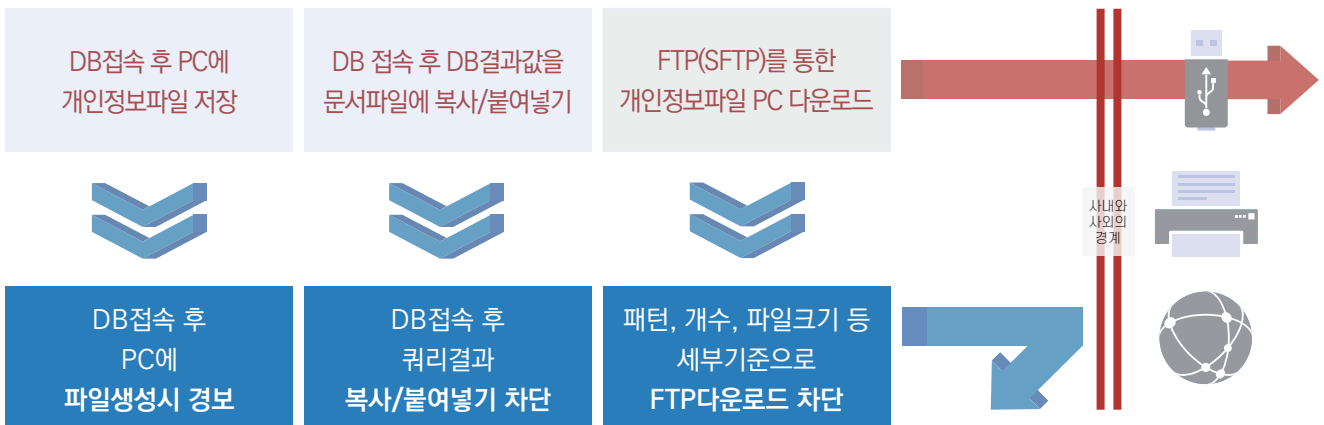 DB접속 후 PC에
개인정보파일 저장
DB 접속 후 DB결과값을
문서파일에 복사/붙여넣기
FTP(SFTP)를 통한
개인정보파일 PC 다운로드
사내와
사외의
경계
DB접속 후
PC에
파일생성시 경보
DB접속 후
쿼리결과
복사/붙여넣기 차단
패턴, 개수, 파일크기 등
세부기준으로
FTP다운로드 차단